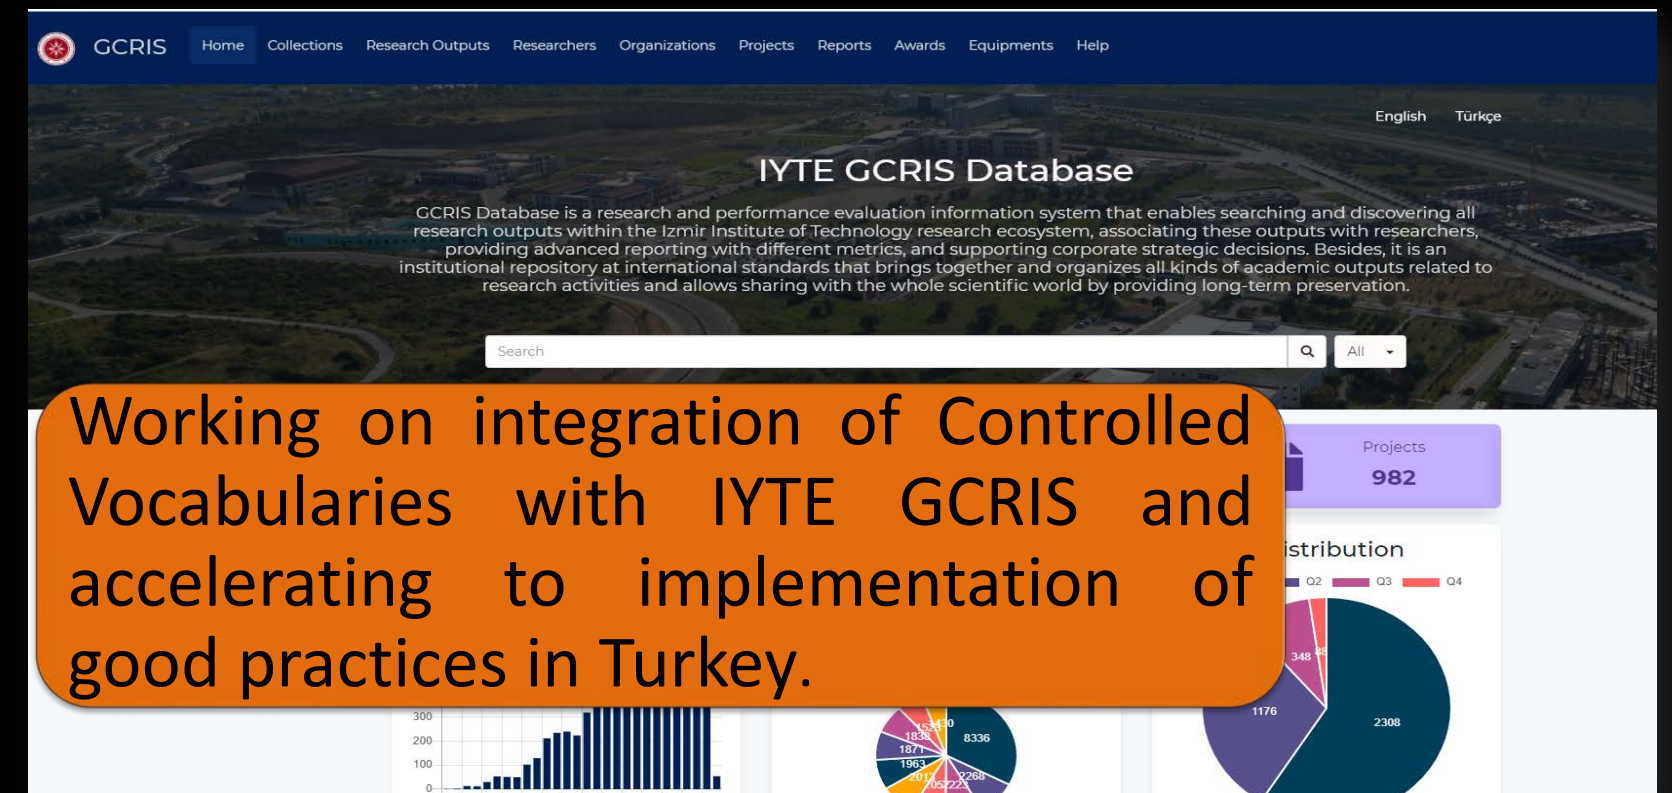 GCRIS Home Collections Research Outputs Researchers Organizations Projects Reports Awards Equipments Help
English Türkçe
IYTE GCRIS Database
GCRIS Database is a research and performance evaluation information system that enables searching and discovering all
research outputs within the Izmir Institute of Technology research ecosystem, associating these outputs with researchers,
providing advanced reporting with different metrics, and supporting corporate strategic decisions. Besides, it is an
institutional repository at international standards that brings together and organizes all kinds of academic outputs related to
research activities and allows sharing with the whole scientific world by providing long-term preservation.
Search All
Working on integration of Controlled
Vocabularies with IYTE GCRIS and
accelerating to implementation of
good practices in Turkey.
Projects
982
istribution
Q2 Q3 Q4
348
1176
2308
300
200
100
0
8336
1838
1871
1963
2268